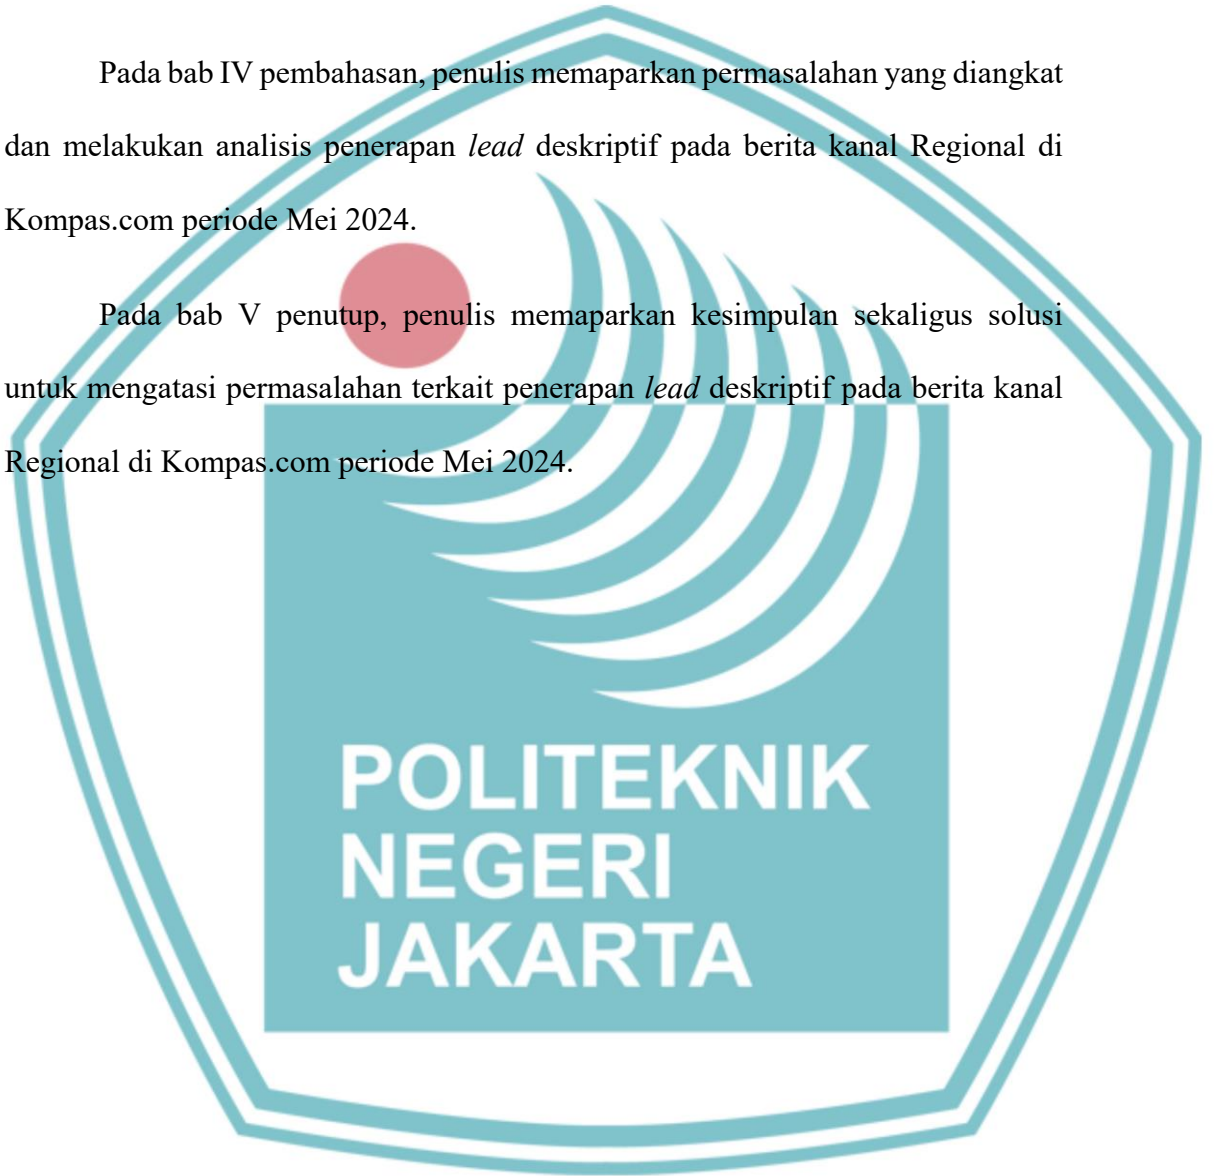 Pada bab IV pembahasan, penulis memaparkan permasalahan yang diangkat
dan melakukan analisis penerapan lead deskriptif pada berita kanal Regional di
Kompas.com periode Mei 2024.
Pada bab V penutup, penulis memaparkan kesimpulan sekaligus solusi
untuk mengatasi permasalahan terkait penerapan lead deskriptif pada berita kanal
Regional di Kompas.com periode Mei 2024.
POLITEKNIK
NEGERI
JAKARTA